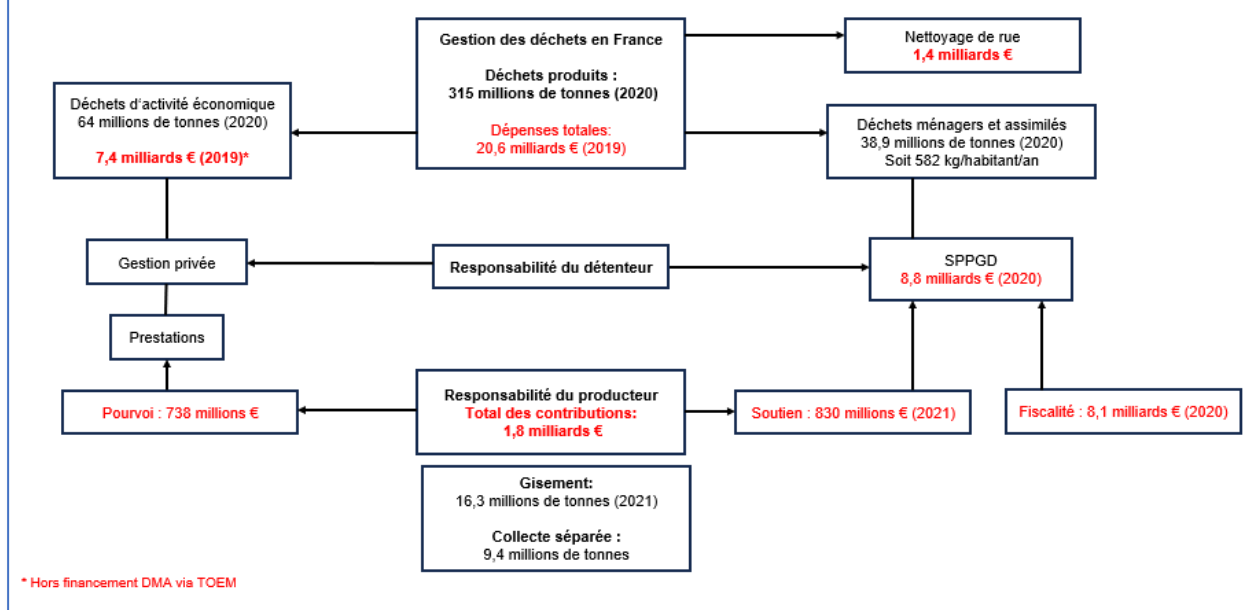 Gestion des déchets en France
Déchets produits :
315 millions de tonnes (2020)
Dépenses totales:
20,6 milliards € (2019)
Nettoyage de rue
1,4 milliards €
Déchets d'activité économique
64 millions de tonnes (2020)
7,4 milliards € (2019)*
Déchets ménagers et assimilés
38,9 millions de tonnes (2020)
Soit 582 kg/habitant/an
Gestion privée
Responsabilité du détenteur
SPPGD
8,8 milliards € (2020)
Prestations
Pourvoi : 738 millions €
Responsabilité du producteur
Total des contributions:
1,8 milliards €
Soutien : 830 millions € (2021)
Fiscalité : 8,1 milliards € (2020)
Gisement:
16,3 millions de tonnes (2021)
Collecte séparée :
9,4 millions de tonnes
* Hors financement DMA via TOEM